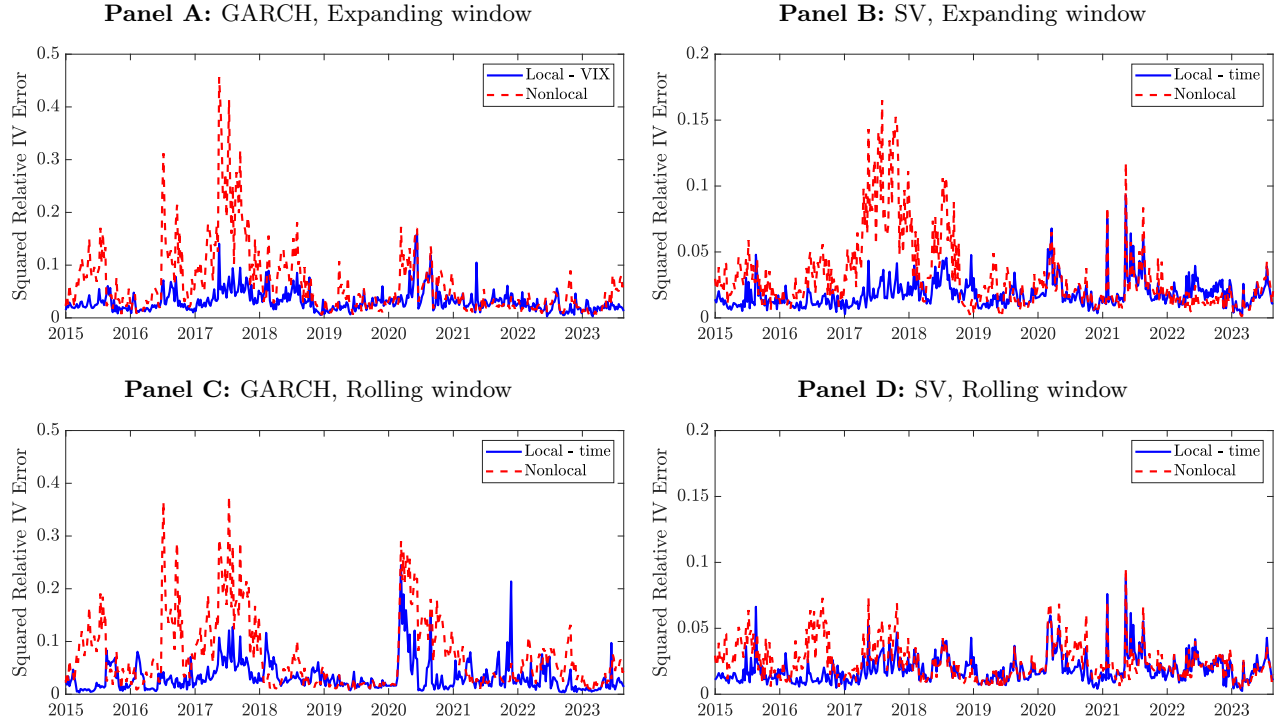 Panel A: GARCH, Expanding window
Squared Relative IV Error
0.5
0.4
0.3
0.2
0.1
0
Local - VIX
Nonlocal
2015 2016 2017 2018 2019 2020 2021 2022 2023
Panel B: SV, Expanding window
Squared Relative IV Error
0.2
0.15
0.1
0.05
0
Local - time
Nonlocal
2015 2016 2017 2018 2019 2020 2021 2022 2023
Panel C: GARCH, Rolling window
Squared Relative IV Error
0.5
0.4
0.3
0.2
0.1
0
Local - time
Nonlocal
2015 2016 2017 2018 2019 2020 2021 2022 2023
Panel D: SV, Rolling window
Squared Relative IV Error
0.2
0.15
0.1
0.05
0
Local - time
Nonlocal
2015 2016 2017 2018 2019 2020 2021 2022 2023